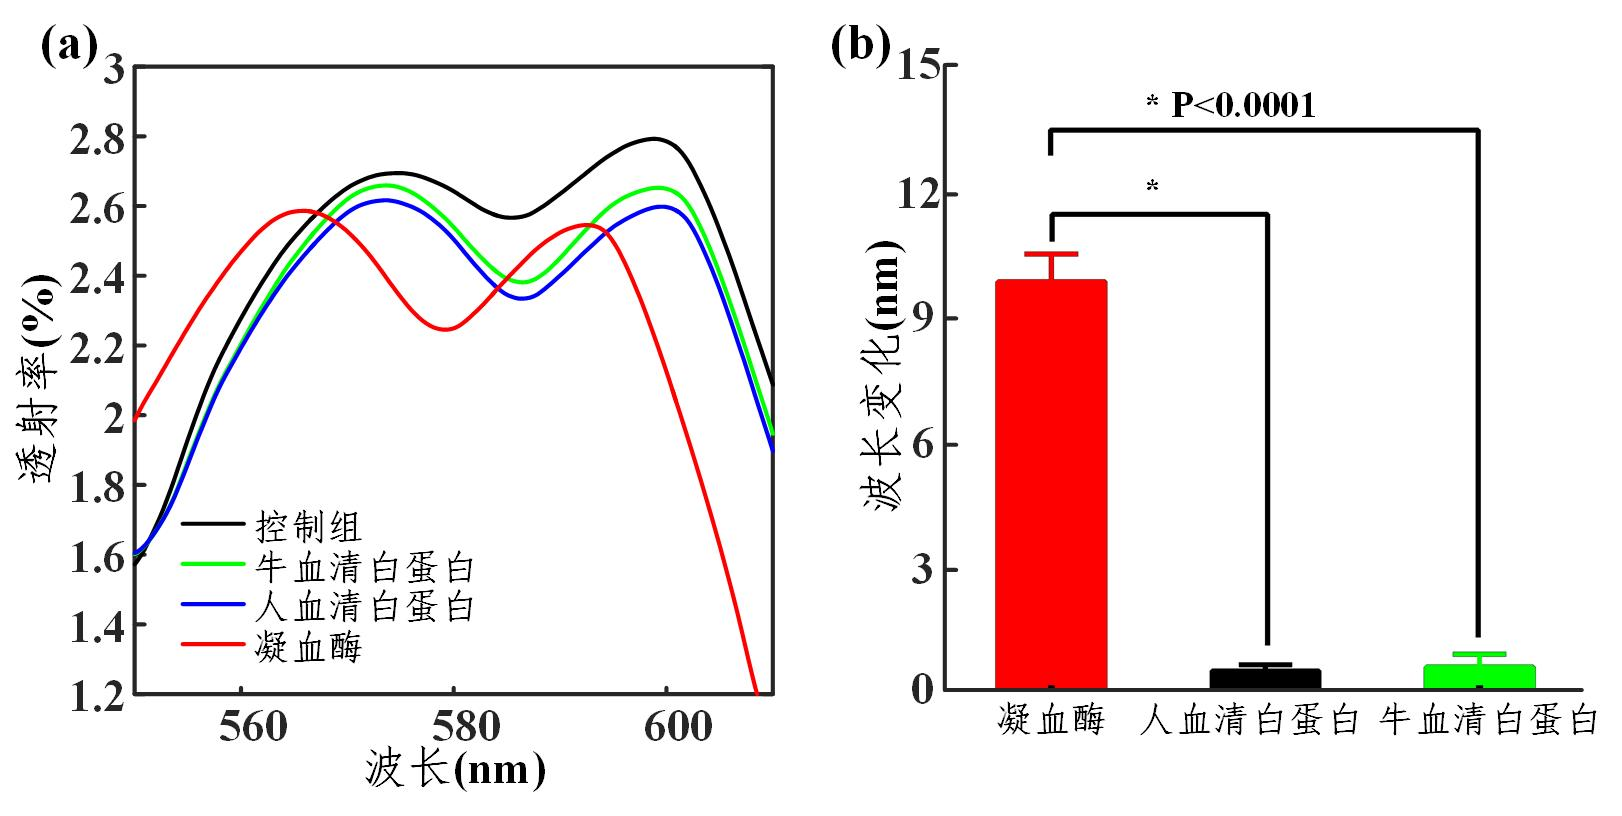 (a)
3
2.8
2.6
2.4
2.2
2
1.8
1.6
1.4
1.2
透射率(%)
控制组
牛血清白蛋白
人血清白蛋白
凝血酶
560 580 600
波长(nm)
(b)
15
12
9
6
3
0
波长变化(nm)
* P<0.0001
*
凝血酶 人血清白蛋白 牛血清白蛋白